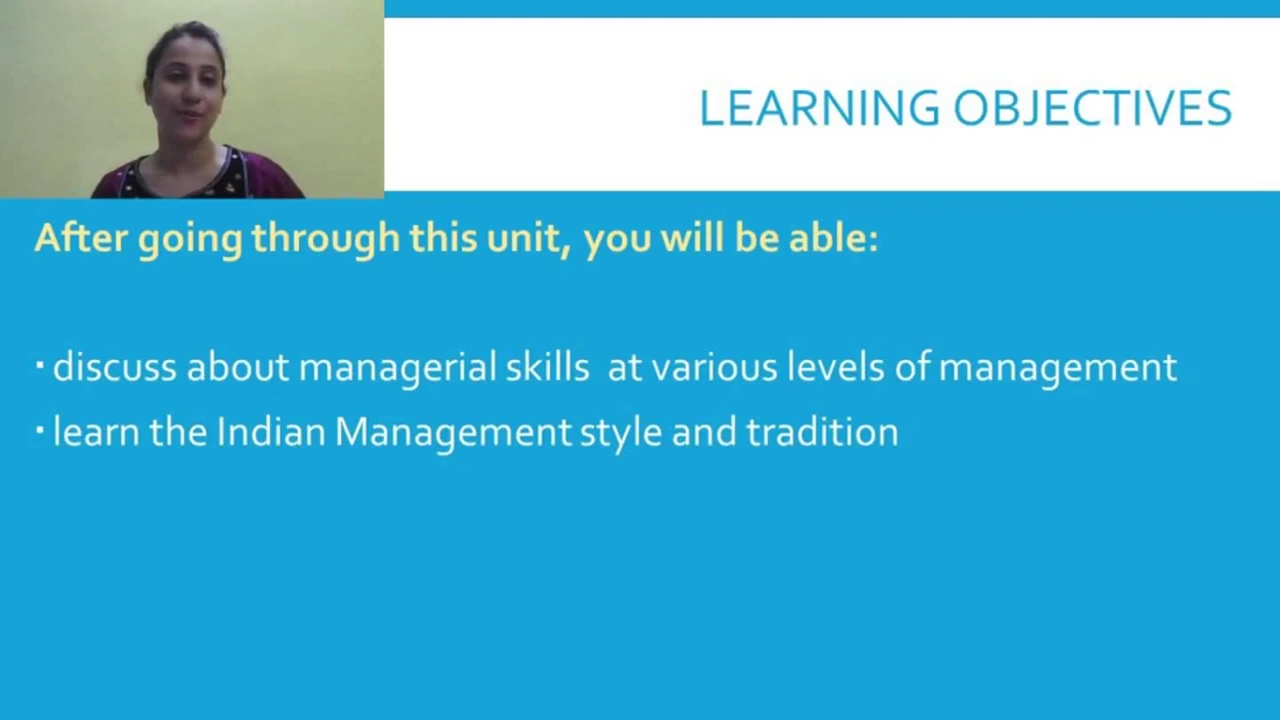 LEARNING OBJECTIVES
After going through this unit, you will be able:
▪ discuss about managerial skills  at various levels of management
▪ learn the Indian Management style and tradition